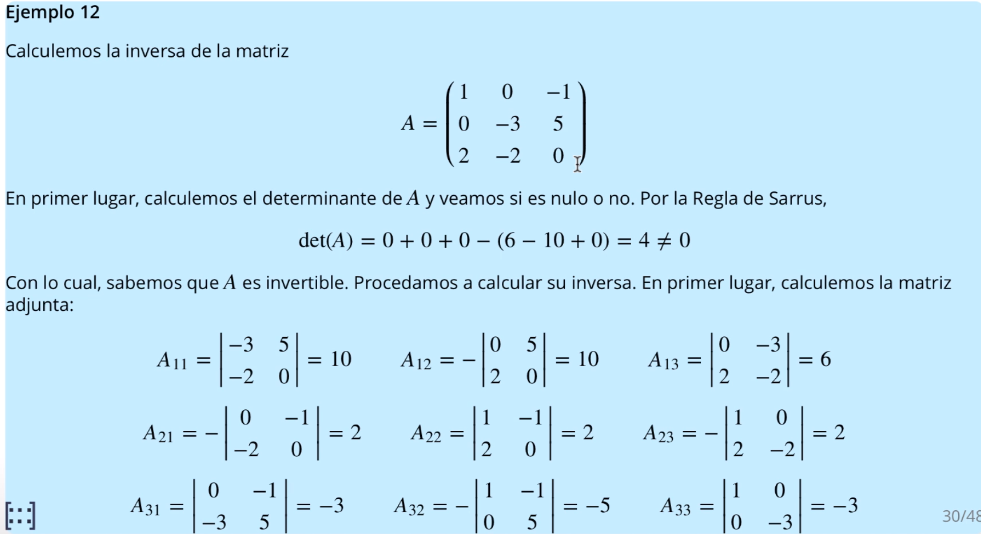 Ejemplo 12
Calculemos la inversa de la matriz
A = \begin{pmatrix} 1 & 0 & -1 \\ 0 & -3 & 5 \\ 2 & -2 & 0 \end{pmatrix}
En primer lugar, calculemos el determinante de A y veamos si es nulo o no. Por la Regla de Sarrus,
det(A) = 0 + 0 + 0 − (6 − 10 + 0) = 4 ≠ 0
Con lo cual, sabemos que A es invertible. Procedamos a calcular su inversa. En primer lugar, calculemos la matriz
adjunta:
A_{11} = \begin{vmatrix} -3 & 5 \\ -2 & 0 \end{vmatrix} = 10 A_{12} = -\begin{vmatrix} 0 & 5 \\ 2 & 0 \end{vmatrix} = 10 A_{13} = \begin{vmatrix} 0 & -3 \\ 2 & -2 \end{vmatrix} = 6
A_{21} = -\begin{vmatrix} 0 & -1 \\ -2 & 0 \end{vmatrix} = 2 A_{22} = \begin{vmatrix} 1 & -1 \\ 2 & 0 \end{vmatrix} = 2 A_{23} = -\begin{vmatrix} 1 & 0 \\ 2 & -2 \end{vmatrix} = 2
A_{31} = \begin{vmatrix} 0 & -1 \\ -3 & 5 \end{vmatrix} = -3 A_{32} = -\begin{vmatrix} 1 & -1 \\ 0 & 5 \end{vmatrix} = -5 A_{33} = \begin{vmatrix} 1 & 0 \\ 0 & -3 \end{vmatrix} = -3
30/48